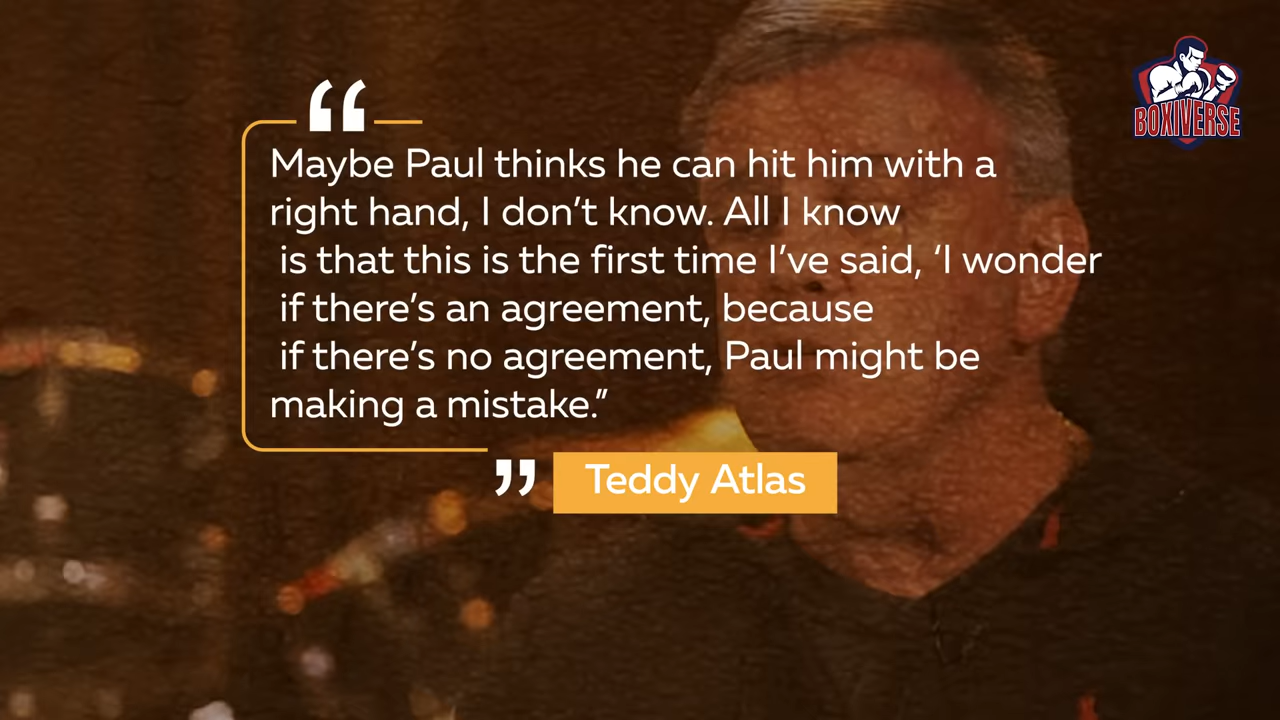 BOXIVERSE
“
Maybe Paul thinks he can hit him with a
right hand, I don’t know. All I know
is that this is the first time I’ve said, ‘I wonder
if there’s an agreement, because
if there’s no agreement, Paul might be
making a mistake.”
”
Teddy Atlas